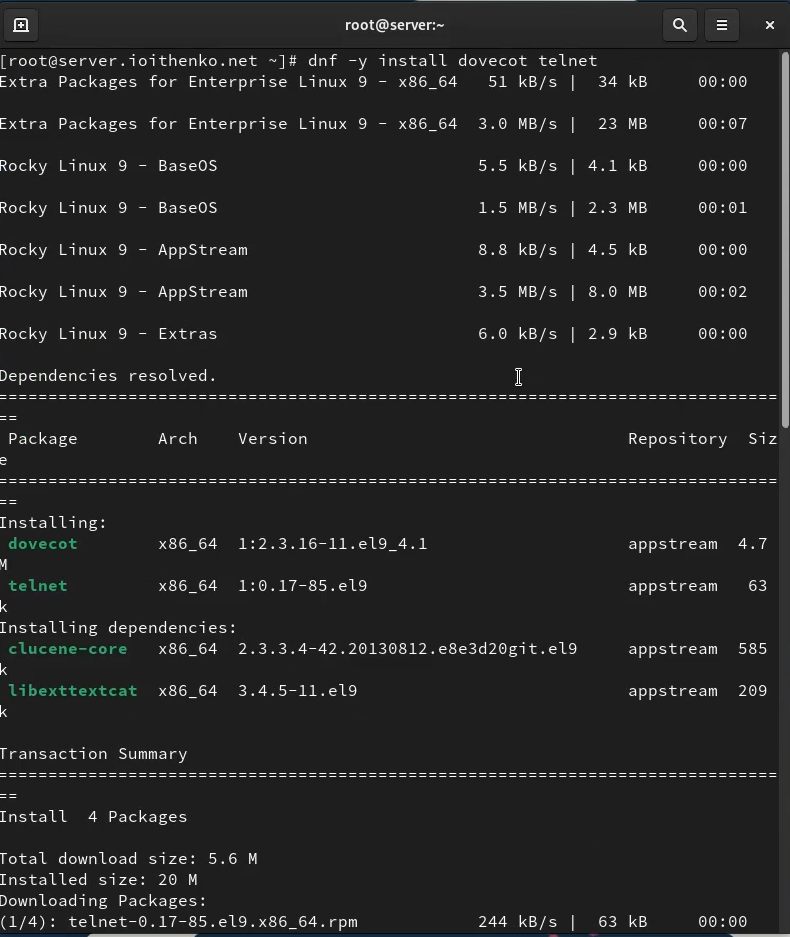 root@server:~
[root@server.ioithenko.net ~]# dnf -y install dovecot telnet
Extra Packages for Enterprise Linux 9 - x86_64   51 kB/s |  34 kB     00:00
Extra Packages for Enterprise Linux 9 - x86_64  3.0 MB/s |  23 MB     00:07
Rocky Linux 9 - BaseOS                          5.5 kB/s | 4.1 kB     00:00
Rocky Linux 9 - BaseOS                          1.5 MB/s | 2.3 MB     00:01
Rocky Linux 9 - AppStream                       8.8 kB/s | 4.5 kB     00:00
Rocky Linux 9 - AppStream                       3.5 MB/s | 8.0 MB     00:02
Rocky Linux 9 - Extras                          6.0 kB/s | 2.9 kB     00:00
Dependencies resolved.
==============================================================================
==
 Package        Arch    Version                                Repository  Siz
e
==============================================================================
==
Installing:
 dovecot        x86_64  1:2.3.16-11.el9_4.1                    appstream  4.7
M
 telnet         x86_64  1:0.17-85.el9                          appstream   63
k
Installing dependencies:
 clucene-core   x86_64  2.3.3.4-42.20130812.e8e3d20git.el9     appstream  585
k
 libexttextcat  x86_64  3.4.5-11.el9                           appstream  209
k
Transaction Summary
==============================================================================
==
Install  4 Packages
Total download size: 5.6 M
Installed size: 20 M
Downloading Packages:
(1/4): telnet-0.17-85.el9.x86_64.rpm            244 kB/s |  63 kB     00:00